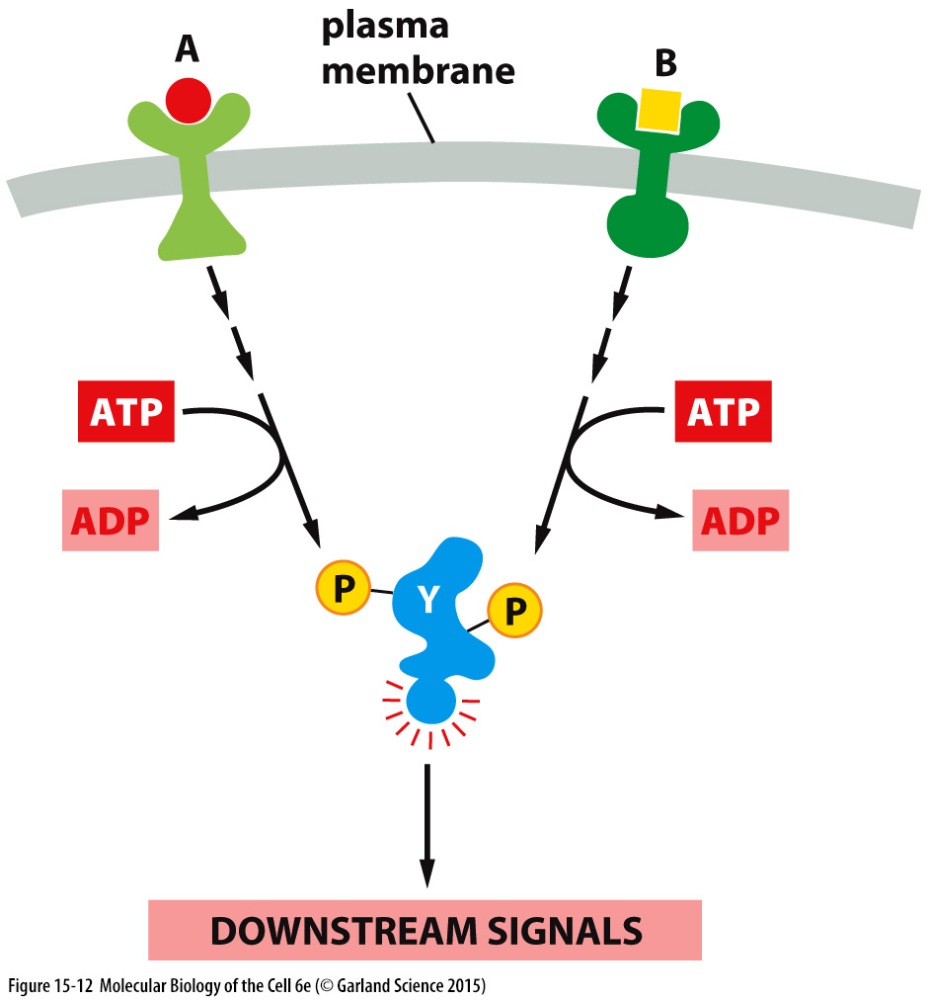 plasma
membrane
A
B
ATP
ATP
ADP
ADP
P
Y
P
DOWNSTREAM SIGNALS
Figure 15-12 Molecular Biology of the Cell 6e (© Garland Science 2015)